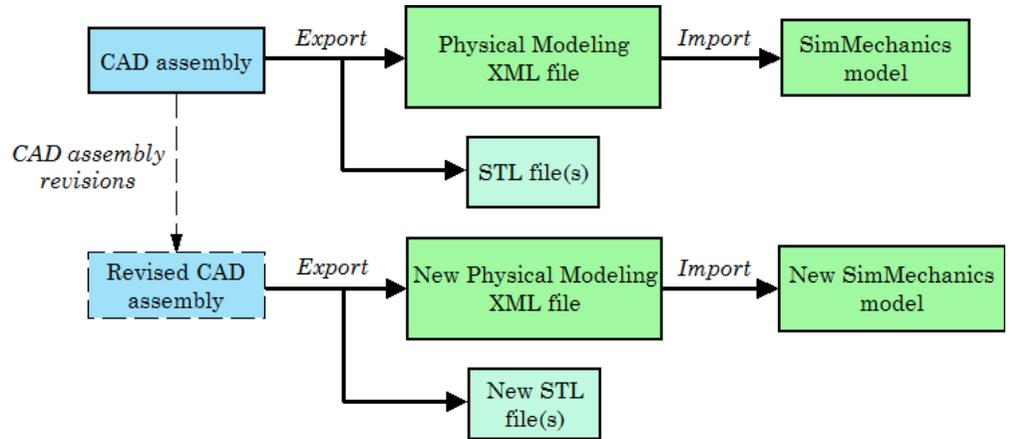 CAD assembly
Export
Physical Modeling
XML file
Import
SimMechanics
model
STL file(s)
CAD assembly
revisions
Revised CAD
assembly
Export
New Physical Modeling
XML file
Import
New SimMechanics
model
New STL
file(s)